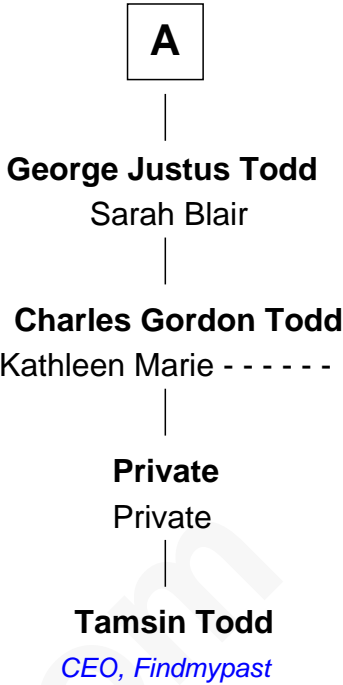 A
George Justus Todd
Sarah Blair
Charles Gordon Todd
Kathleen Marie - - - - - -
Private
Private
Tamsin Todd
CEO, Findmypast